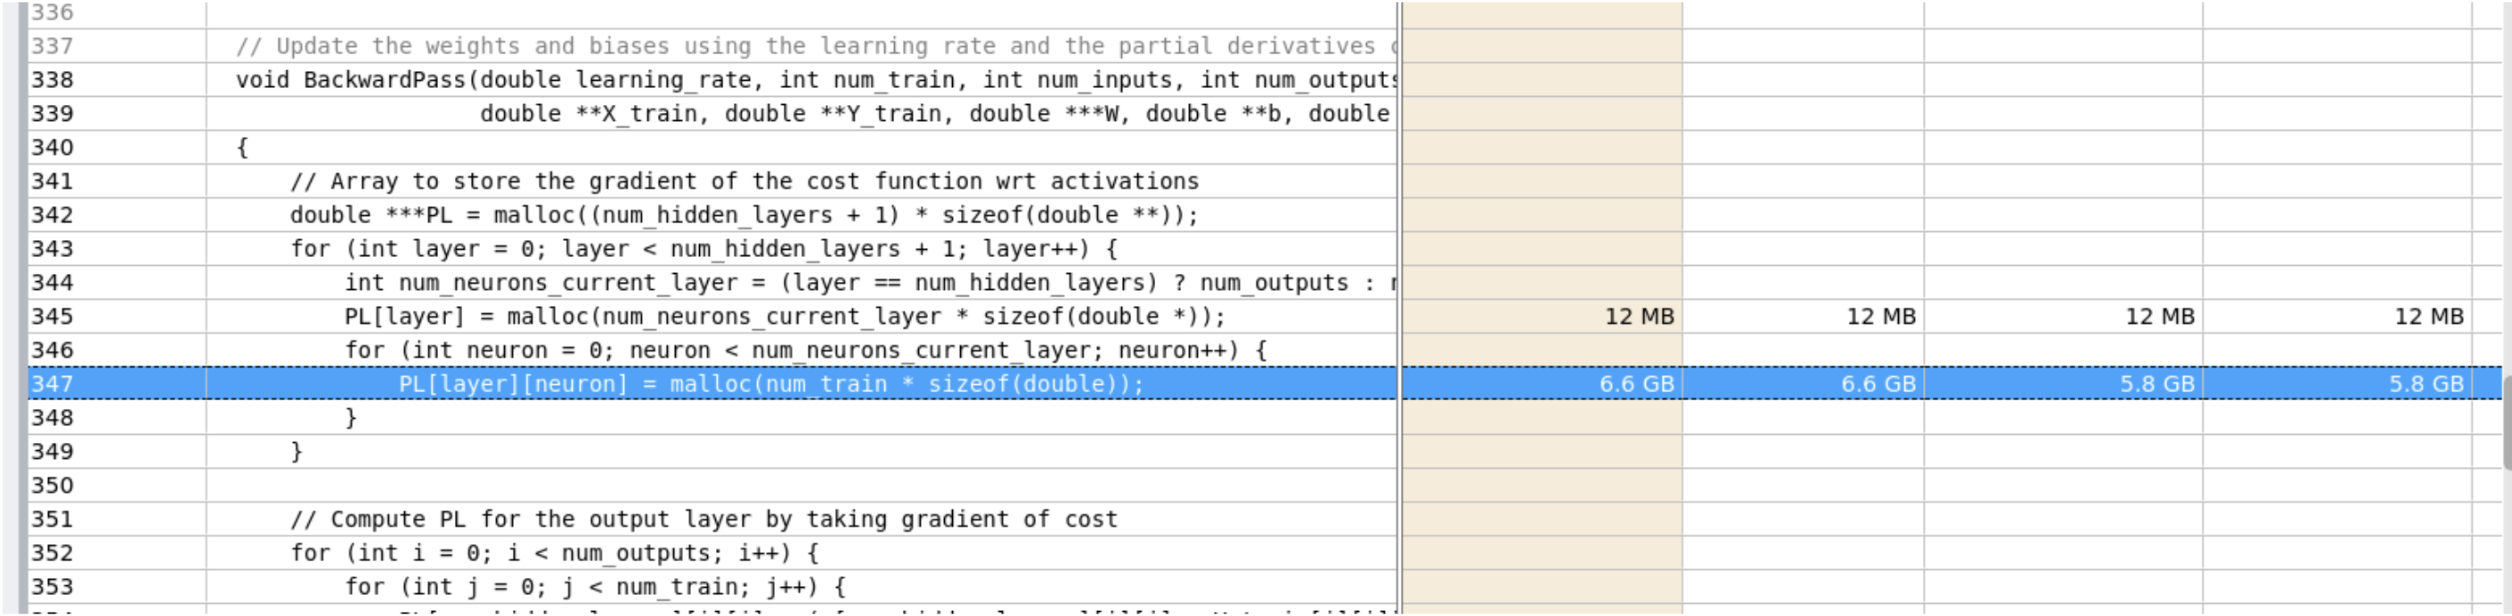 336
337 // Update the weights and biases using the learning rate and the partial derivatives
338 void BackwardPass(double learning_rate, int num_train, int num_inputs, int num_outputs
339 double **X_train, double **Y_train, double ***W, double **b, double
340 {
341 // Array to store the gradient of the cost function wrt activations
342 double ***PL = malloc((num_hidden_layers + 1) * sizeof(double **));
343 for (int layer = 0; layer < num_hidden_layers + 1; layer++) {
344 int num_neurons_current_layer = (layer == num_hidden_layers) ? num_outputs :
345 PL[layer] = malloc(num_neurons_current_layer * sizeof(double *)); 12 MB 12 MB 12 MB 12 MB
346 for (int neuron = 0; neuron < num_neurons_current_layer; neuron++) {
347 PL[layer][neuron] = malloc(num_train * sizeof(double)); 6.6 GB 6.6 GB 5.8 GB 5.8 GB
348 }
349 }
350
351 // Compute PL for the output layer by taking gradient of cost
352 for (int i = 0; i < num_outputs; i++) {
353 for (int j = 0; j < num_train; j++) {